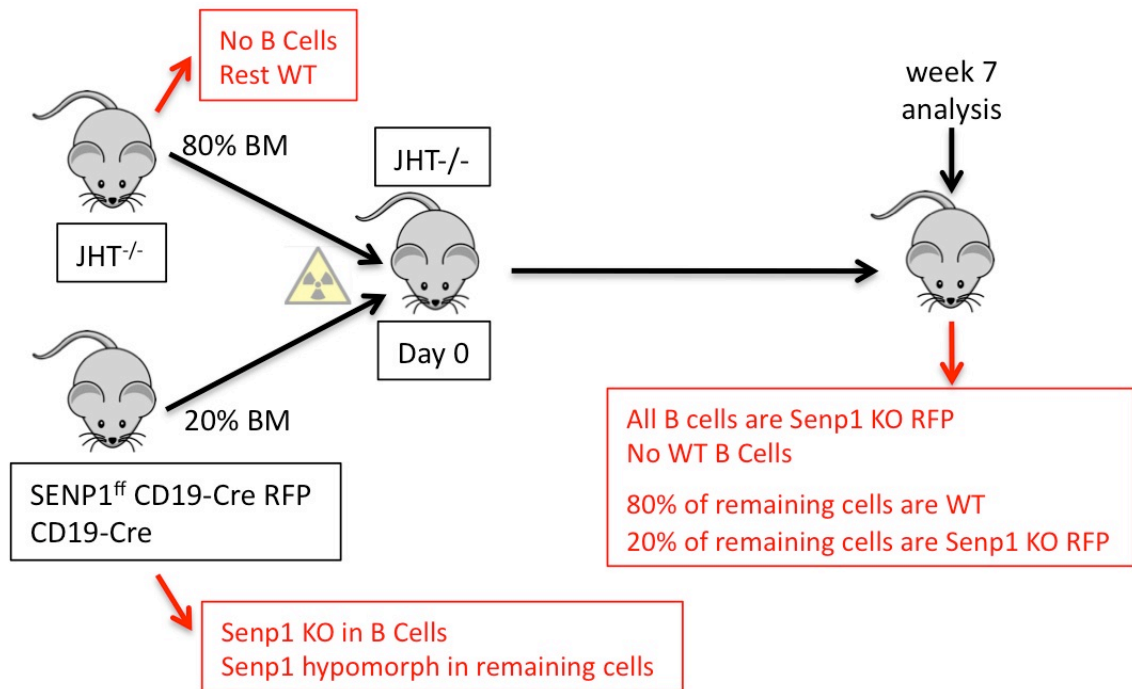 No B Cells
Rest WT
80% BM
JHT-/-
week 7
analysis
JHT-/-
Day 0
20% BM
SENP1ff CD19-Cre RFP
CD19-Cre
All B cells are Senp1 KO RFP
No WT B Cells
80% of remaining cells are WT
20% of remaining cells are Senp1 KO RFP
Senp1 KO in B Cells
Senp1 hypomorph in remaining cells